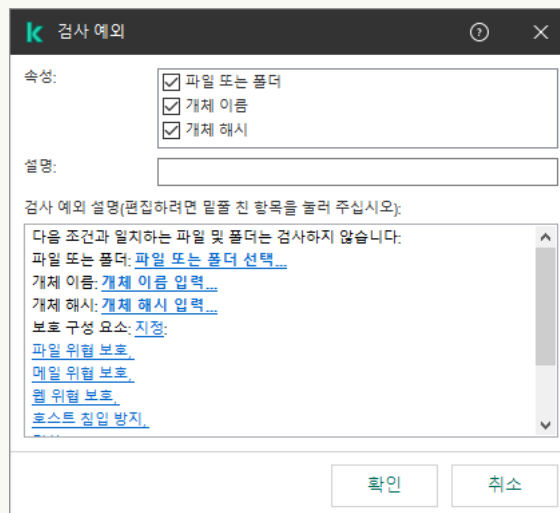 검사 예외
속성:
파일 또는 폴더
개체 이름
개체 해시
설명:
검사 예외 설명(편집하려면 밑줄 친 항목을 눌러 주십시오):
다음 조건과 일치하는 파일 및 폴더는 검사하지 않습니다:
파일 또는 폴더: 파일 또는 폴더 선택...
개체 이름: 개체 이름 입력...
개체 해시: 개체 해시 입력...
보호 구성 요소: 지정:
파일 위협 보호,
메일 위협 보호,
웹 위협 보호,
호스트 침입 방지,
확인
취소